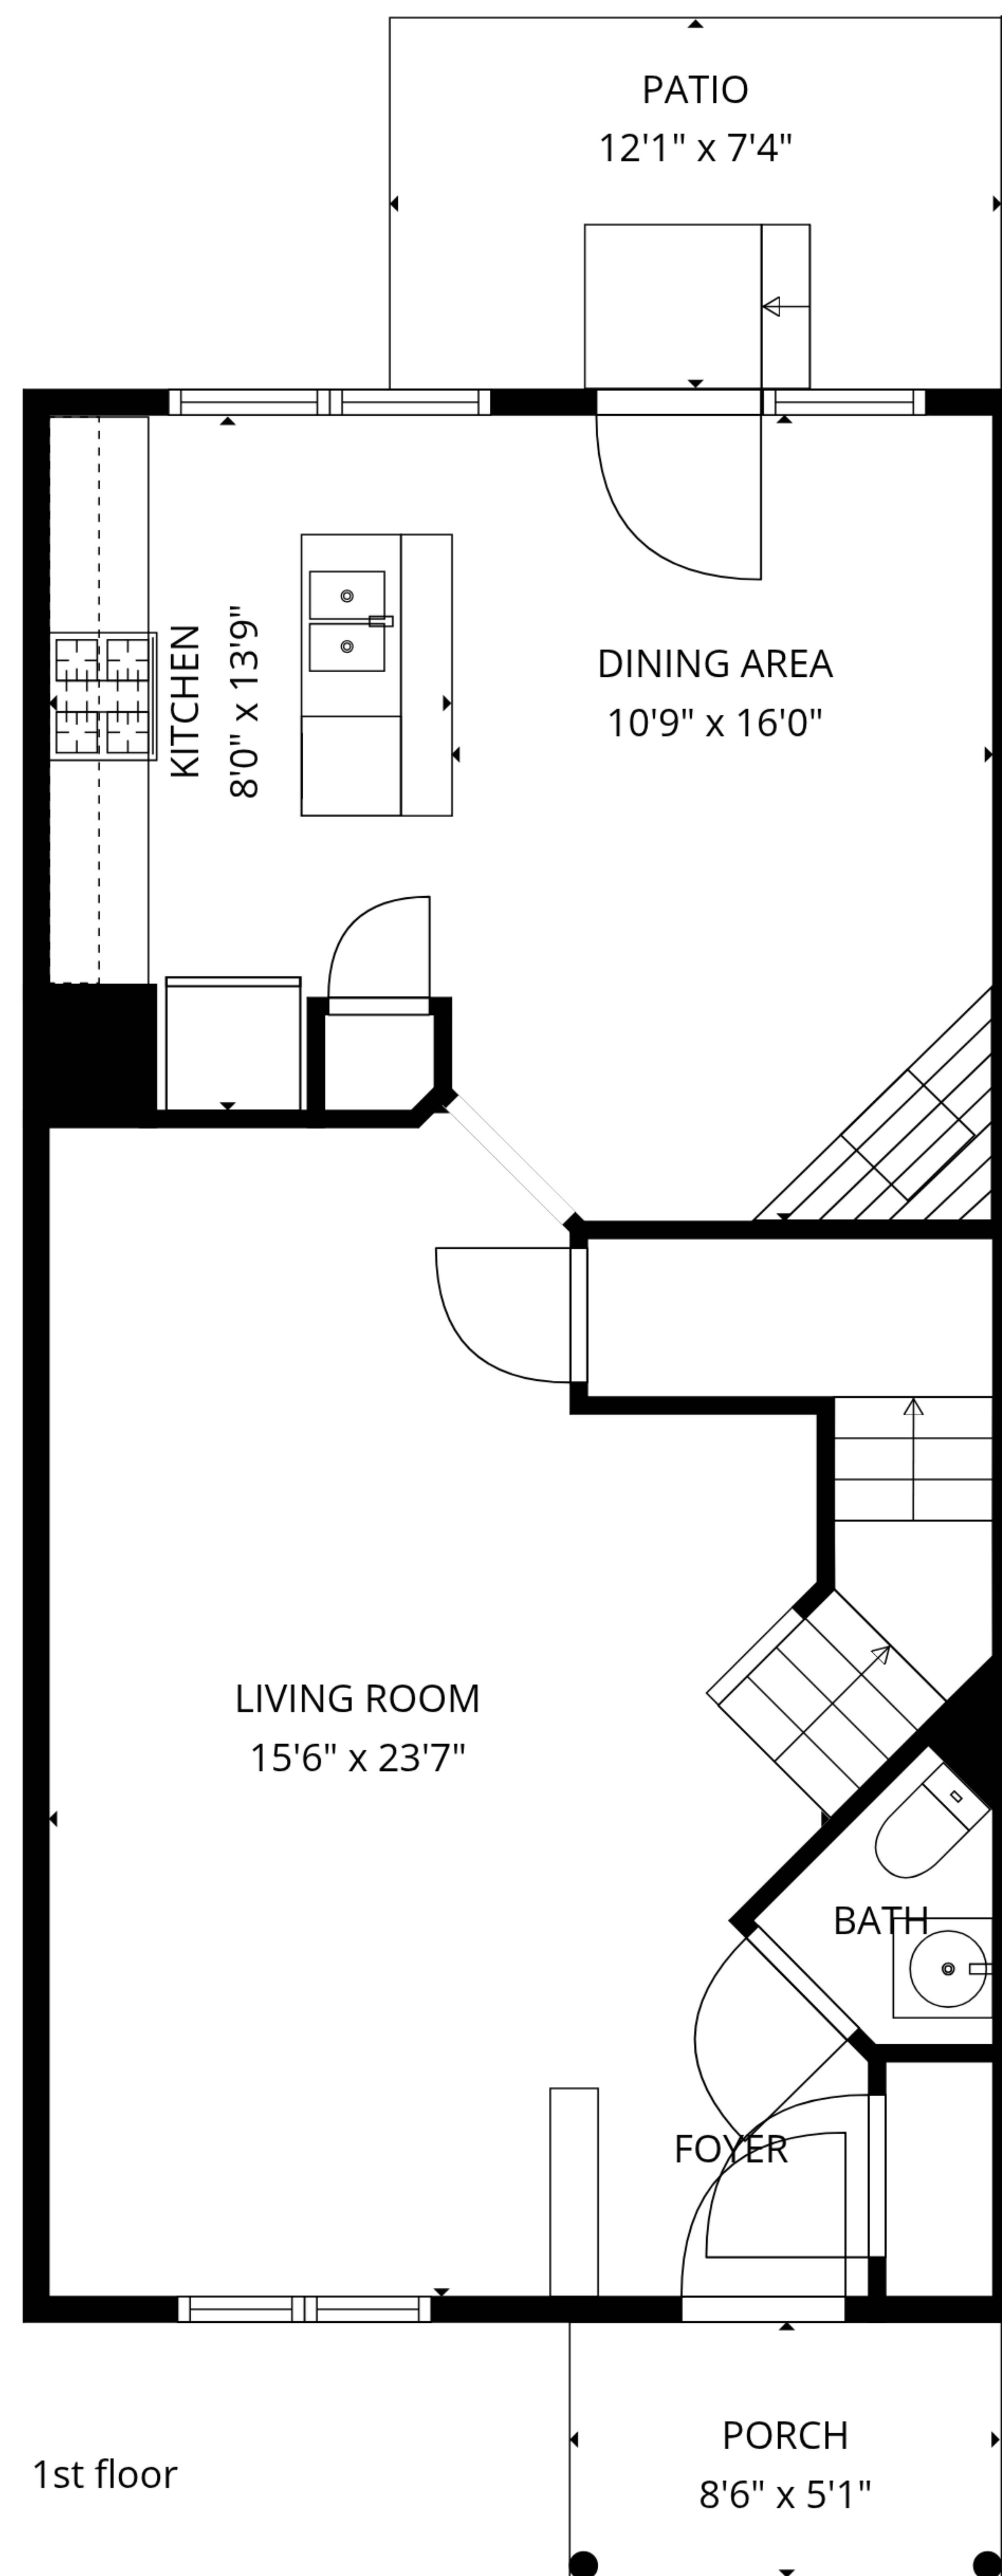 PATIO
12'1" x 7'4"
KITCHEN
8'0" x 13'9"
DINING AREA
10'9" x 16'0"
LIVING ROOM
15'6" x 23'7"
BATH
FOYER
PORCH
8'6" x 5'1"
1st floor